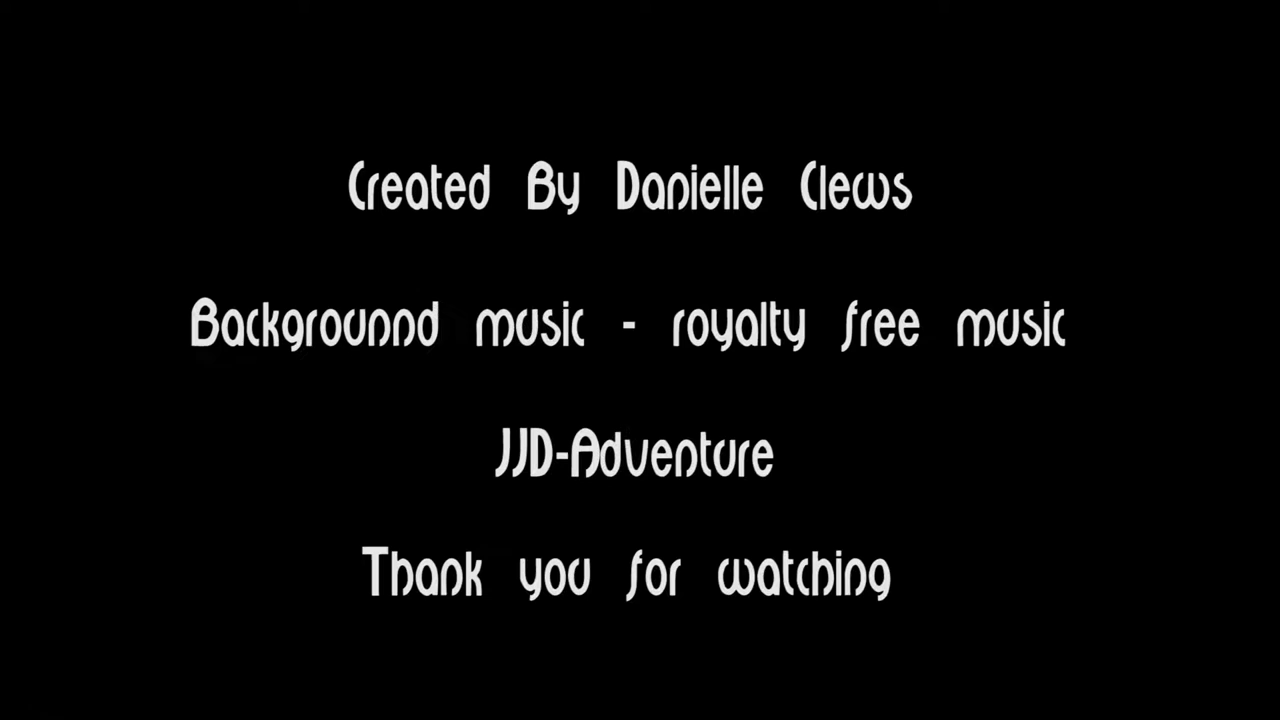 Created By Danielle Clews
Backgrounnd music - royalty free music
JJD-Adventure
Thank you for watching